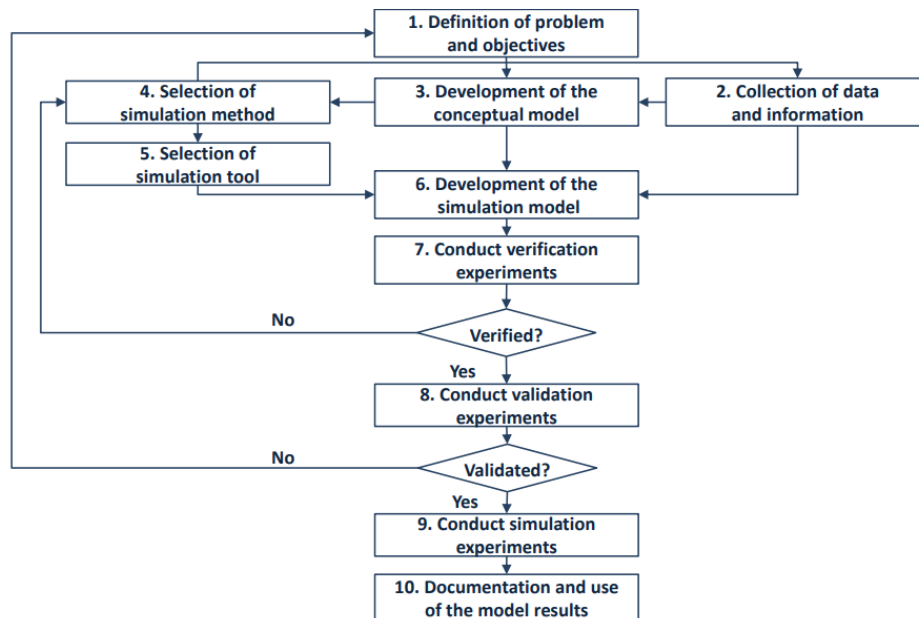 1. Definition of problem
and objectives
4. Selection of
simulation method
3. Development of the
conceptual model
2. Collection of data
and information
5. Selection of
simulation tool
6. Development of the
simulation model
7. Conduct verification
experiments
No
Verified?
Yes
8. Conduct validation
experiments
No
Validated?
Yes
9. Conduct simulation
experiments
10. Documentation and use
of the model results